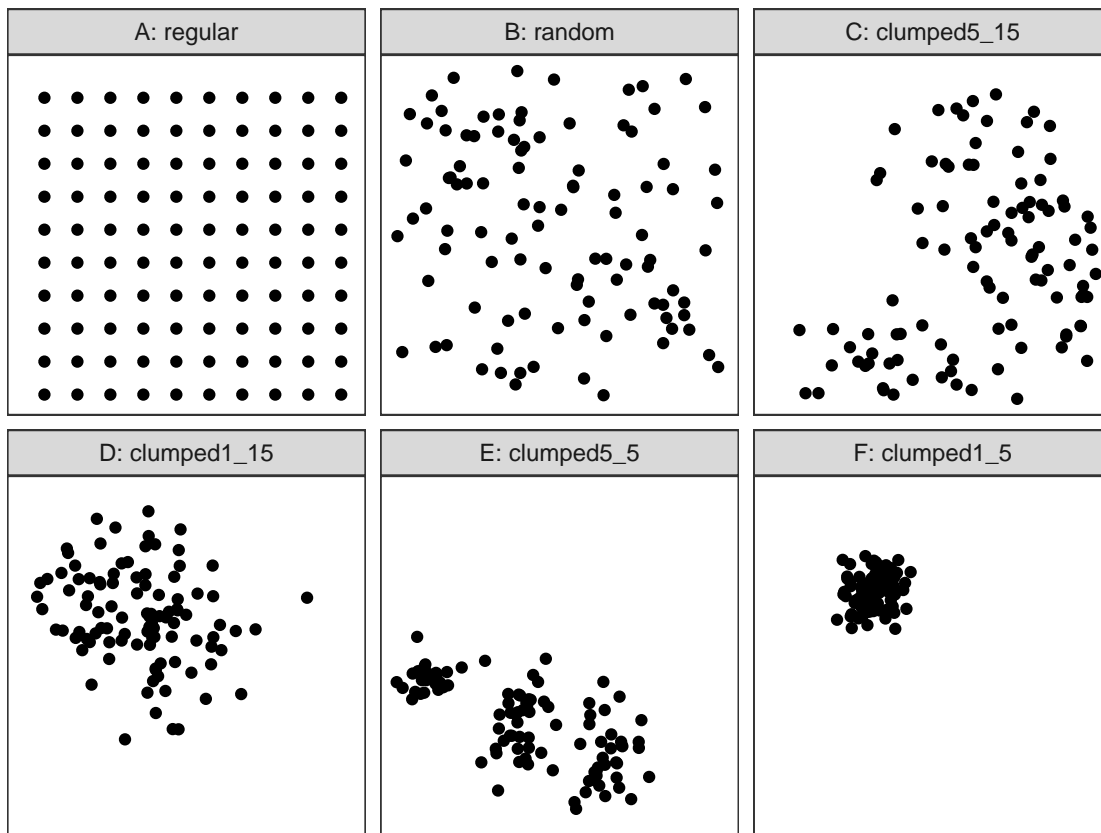 A: regular
B: random
C: clumped5_15
D: clumped1_15
E: clumped5_5
F: clumped1_5